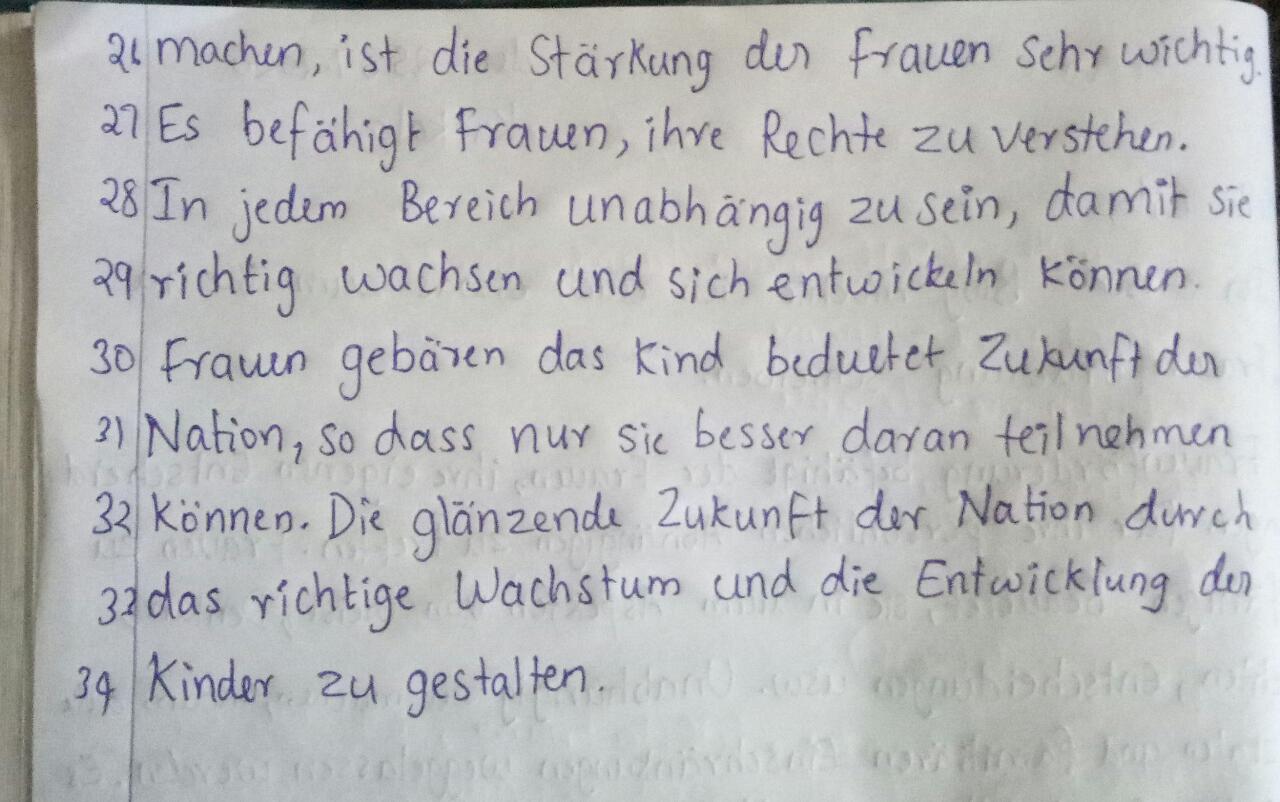 26 machen, ist die Stärkung der Frauen sehr wichtig.
27 Es befähigt Frauen, ihre Rechte zu verstehen.
28 In jedem Bereich unabhängig zu sein, damit sie
29 richtig wachsen und sich entwickeln können.
30 Frauen gebären das Kind beduetet Zukunft der
31 Nation, so dass nur sie besser daran teilnehmen
32 können. Die glänzende Zukunft der Nation durch
33 das richtige Wachstum und die Entwicklung der
34 Kinder zu gestalten.